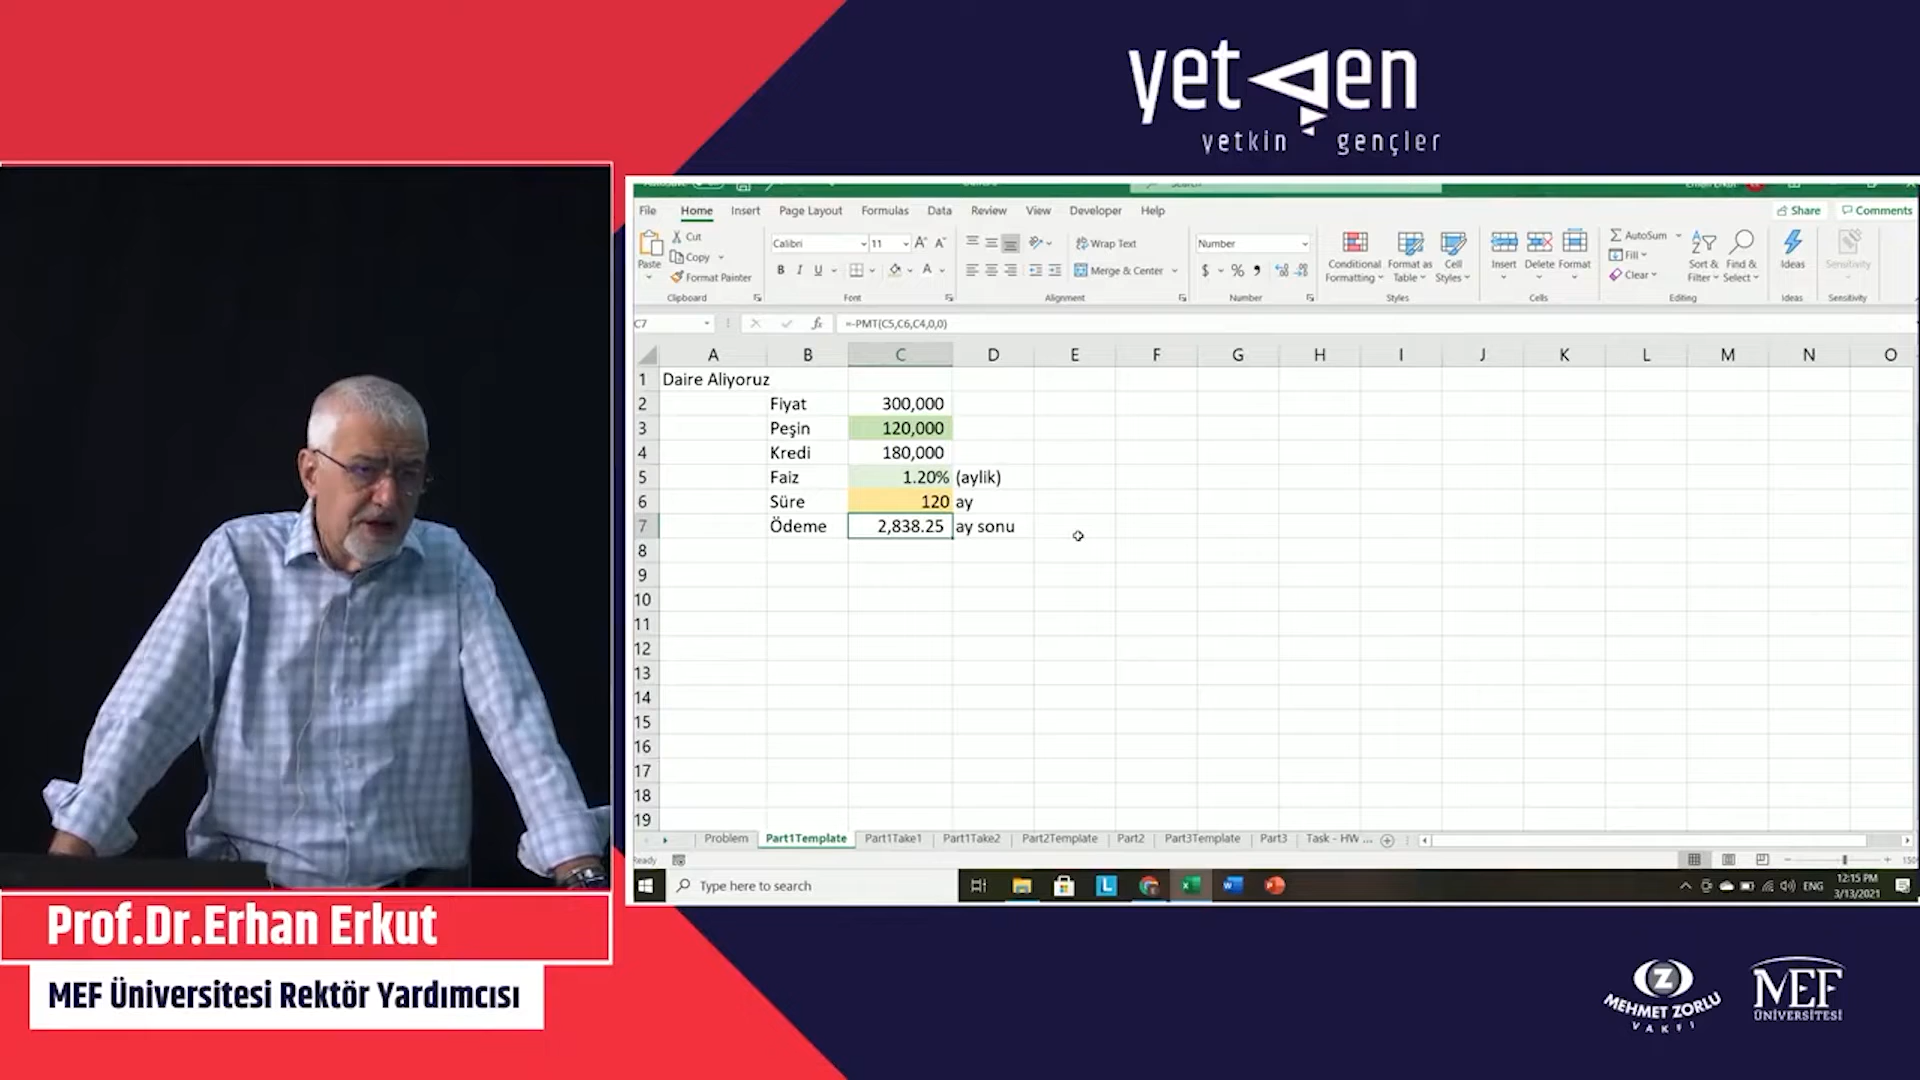 yetgen
yetkin gençler
File Home Insert Page Layout Formulas Data Review View Developer Help Share Comments
Paste Cut Copy Format Painter
Calibri 11 Wrap Text Merge & Center
Number
Conditional Formatting Format as Table Cell Styles
Insert Delete Format
AutoSum Fill Clear Sort & Filter Find & Select
Ideas Sensitivity
Clipboard Font Alignment Number Styles Cells Editing Ideas Sensitivity
C7 =-PMT(C5,C6,C4,0,0)
A B C D E F G H I J K L M N O
1 Daire Aliyoruz
2 Fiyat 300,000
3 Peşin 120,000
4 Kredi 180,000
5 Faiz 1.20% (aylik)
6 Süre 120 ay
7 Ödeme 2,838.25 ay sonu
8
9
10
11
12
13
14
15
16
17
18
19
Problem Part1Template Part1Take1 Part1Take2 Part2Template Part2 Part3Template Part3 Task - HW ...
Ready
Type here to search
ENG 12:15 PM
3/13/2021
Prof.Dr.Erhan Erkut
MEF Üniversitesi Rektör Yardımcısı
MEHMET ZORLU
VAKFI
MEF
ÜNİVERSİTESİ